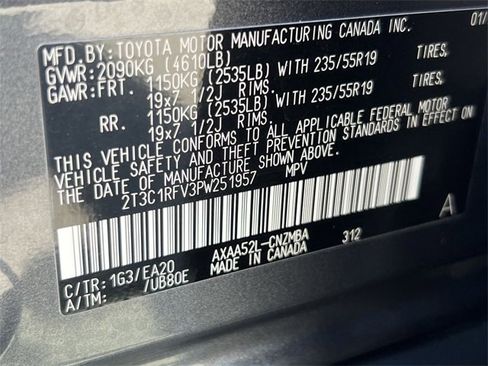 MFD. BY: TOYOTA MOTOR MANUFACTURING CANADA INC. 01/
GVWR: 2090KG (4610LB)
GAWR: FRT. 1150KG (2535LB) WITH 235/55R19 TIRES,
19x7 1/2J RIMS.
RR. 1150KG (2535LB) WITH 235/55R19 TIRES,
19x7 1/2J RIMS.
THIS VEHICLE CONFORMS TO ALL APPLICABLE FEDERAL MOTOR
VEHICLE SAFETY AND THEFT PREVENTION STANDARDS IN EFFECT ON
THE DATE OF MANUFACTURE SHOWN ABOVE.
2T3C1RFV3PW251957 MPV
A
AXAA52L-CNZMBA 312
C/TR: 1G3/EA20 MADE IN CANADA
A/TM: /UB80E